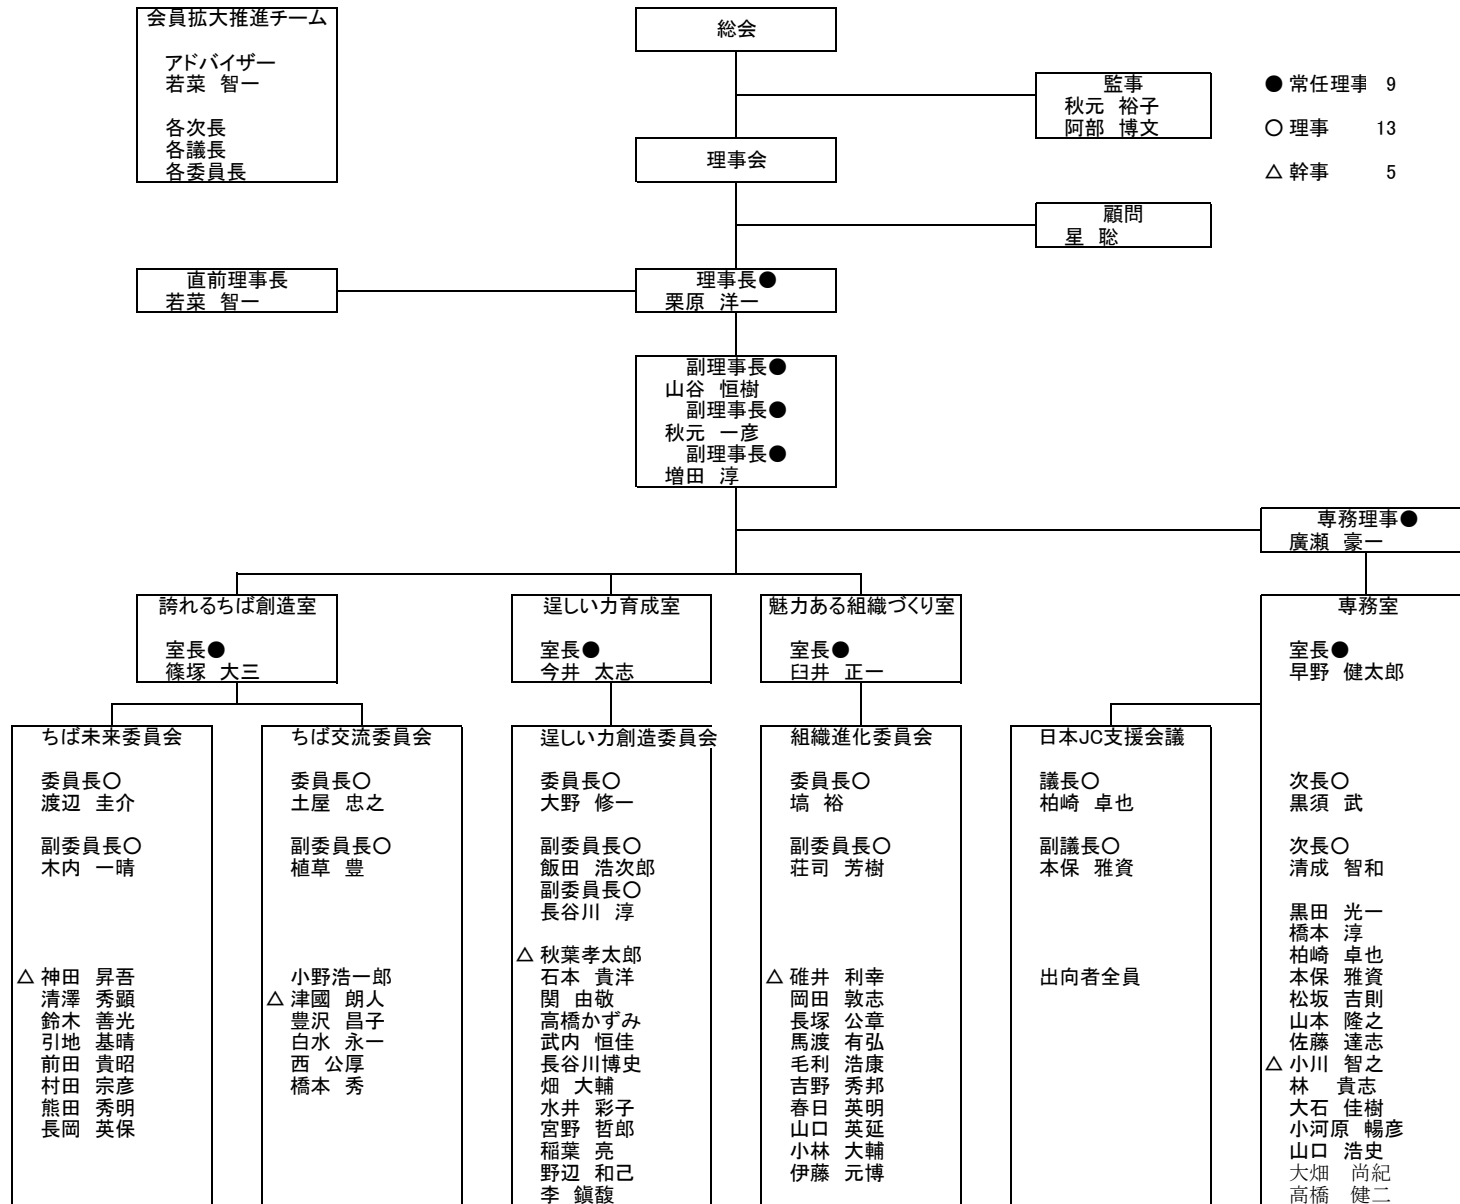 会員拡大推進チーム
アドバイザー
若菜 智一
各次長
各議長
各委員長
総会
監事
秋元 裕子
阿部 博文
● 常任理事 9
○ 理事 13
△ 幹事 5
理事会
顧問
星 聡
直前理事長
若菜 智一
理事長●
栗原 洋一
副理事長●
山谷 恒樹
副理事長●
秋元 一彦
副理事長●
増田 淳
専務理事●
廣瀬 豪一
誇れるちば創造室
室長●
篠塚 大三
逞しい力育成室
室長●
今井 太志
魅力ある組織づくり室
室長●
臼井 正一
専務室
室長●
早野 健太郎
次長○
黒須 武
次長○
清成 智和
黒田 光一
橋本 淳
柏崎 卓也
本保 雅資
松坂 吉則
山本 隆之
佐藤 達志
△ 小川 智之
林 貴志
大石 佳樹
小河原 暢彦
山口 浩史
大畑 尚紀
高橋 健二
ちば未来委員会
委員長○
渡辺 圭介
副委員長○
木内 一晴
△ 神田 昇吾
清澤 秀顕
鈴木 善光
引地 基晴
前田 貴昭
村田 宗彦
熊田 秀明
長岡 英保
ちば交流委員会
委員長○
土屋 忠之
副委員長○
植草 豊
小野浩一郎
△ 津國 朗人
豊沢 昌子
白水 永一
西 公厚
橋本 秀
逞しい力創造委員会
委員長○
大野 修一
副委員長○
飯田 浩次郎
副委員長○
長谷川 淳
△ 秋葉孝太郎
石本 貴洋
関 由敬
高橋かずみ
武内 恒佳
長谷川博史
畑 大輔
水井 彩子
宮野 哲郎
稲葉 亮
野辺 和己
李 鎭馥
組織進化委員会
委員長○
塙 裕
副委員長○
荘司 芳樹
△ 碓井 利幸
岡田 敦志
長塚 公章
馬渡 有弘
毛利 浩康
吉野 秀邦
春日 英明
山口 英延
小林 大輔
伊藤 元博
日本JC支援会議
議長○
柏崎 卓也
副議長○
本保 雅資
出向者全員